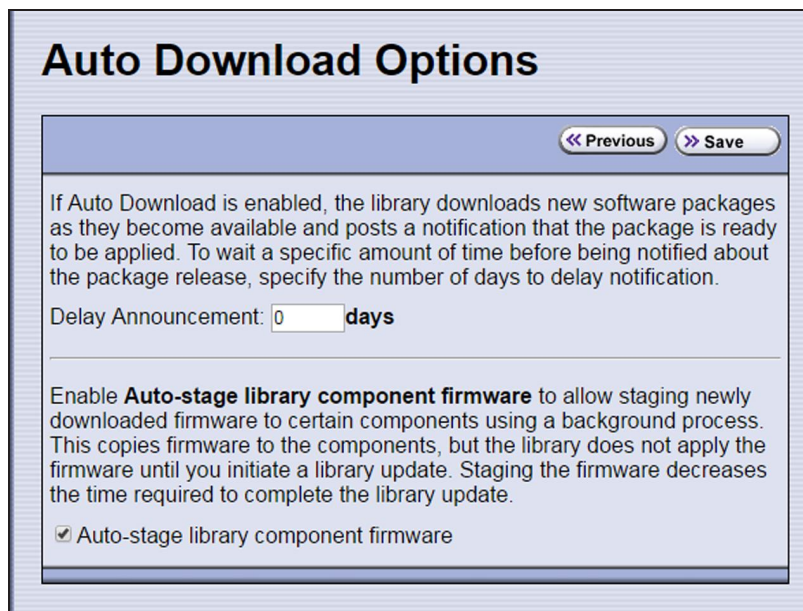 Auto Download Options
Previous
Save
If Auto Download is enabled, the library downloads new software packages
as they become available and posts a notification that the package is ready
to be applied. To wait a specific amount of time before being notified about
the package release, specify the number of days to delay notification.
Delay Announcement: 0 days
Enable Auto-stage library component firmware to allow staging newly
downloaded firmware to certain components using a background process.
This copies firmware to the components, but the library does not apply the
firmware until you initiate a library update. Staging the firmware decreases
the time required to complete the library update.
Auto-stage library component firmware